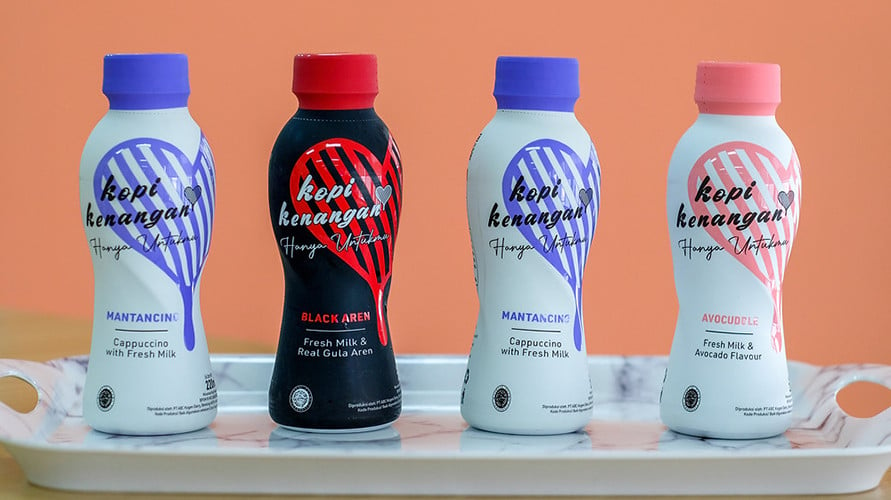 kopi
kenangan
Hanya Untukmu
MANTANCINO
Cappuccino
with Fresh Milk
kopi
kenangan
Hanya Untukmu
BLACK AREN
Fresh Milk &
Real Gula Aren
kopi
kenangan
Hanya Untukmu
MANTANCINO
Cappuccino
with Fresh Milk
kopi
kenangan
Hanya Untukmu
AVOCUDDLE
Fresh Milk &
Avocado Flavour